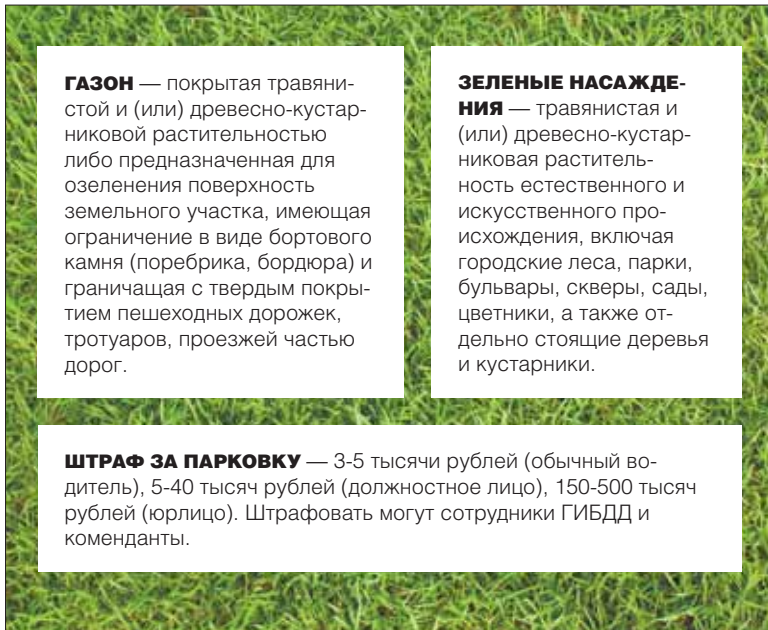 ГАЗОН — покрытая травяни-
стой и (или) древесно-кустар-
никовой растительностью
либо предназначенная для
озеленения поверхность
земельного участка, имеющая
ограничение в виде бортового
камня (поребрика, бордюра) и
граничащая с твердым покры-
тием пешеходных дорожек,
тротуаров, проезжей частью
дорог.
ЗЕЛЕНЫЕ НАСАЖДЕ-
НИЯ — травянистая и
(или) древесно-кустар-
никовая раститель-
ность естественного и
искусственного про-
исхождения, включая
городские леса, парки,
бульвары, скверы, сады,
цветники, а также от-
дельно стоящие деревья
и кустарники.
ШТРАФ ЗА ПАРКОВКУ — 3-5 тысячи рублей (обычный во-
дитель), 5-40 тысяч рублей (должностное лицо), 150-500 тысяч
рублей (юрлицо). Штрафовать могут сотрудники ГИБДД и
коменданты.